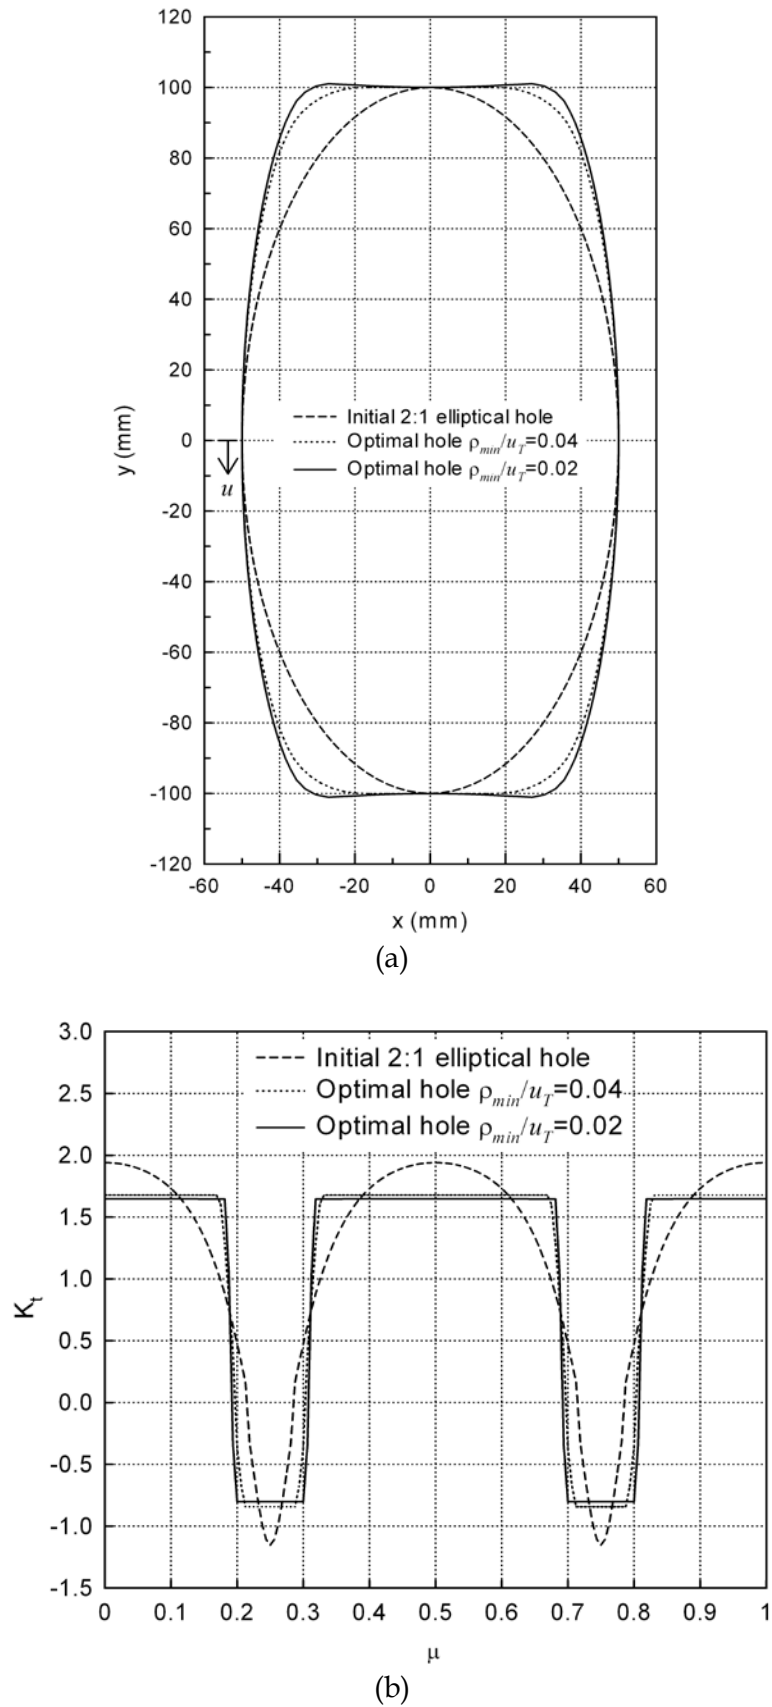 120
100
80
60
40
20
0
-20
-40
-60
-80
-100
-120
y (mm)
u
Initial 2:1 elliptical hole
Optimal hole ρmin/uT=0.04
Optimal hole ρmin/uT=0.02
-60 -40 -20 0 20 40 60
x (mm)
(a)
3.0
2.5
2.0
1.5
1.0
0.5
0.0
-0.5
-1.0
-1.5
Kt
Initial 2:1 elliptical hole
Optimal hole ρmin/uT=0.04
Optimal hole ρmin/uT=0.02
0 0.1 0.2 0.3 0.4 0.5 0.6 0.7 0.8 0.9 1
μ
(b)